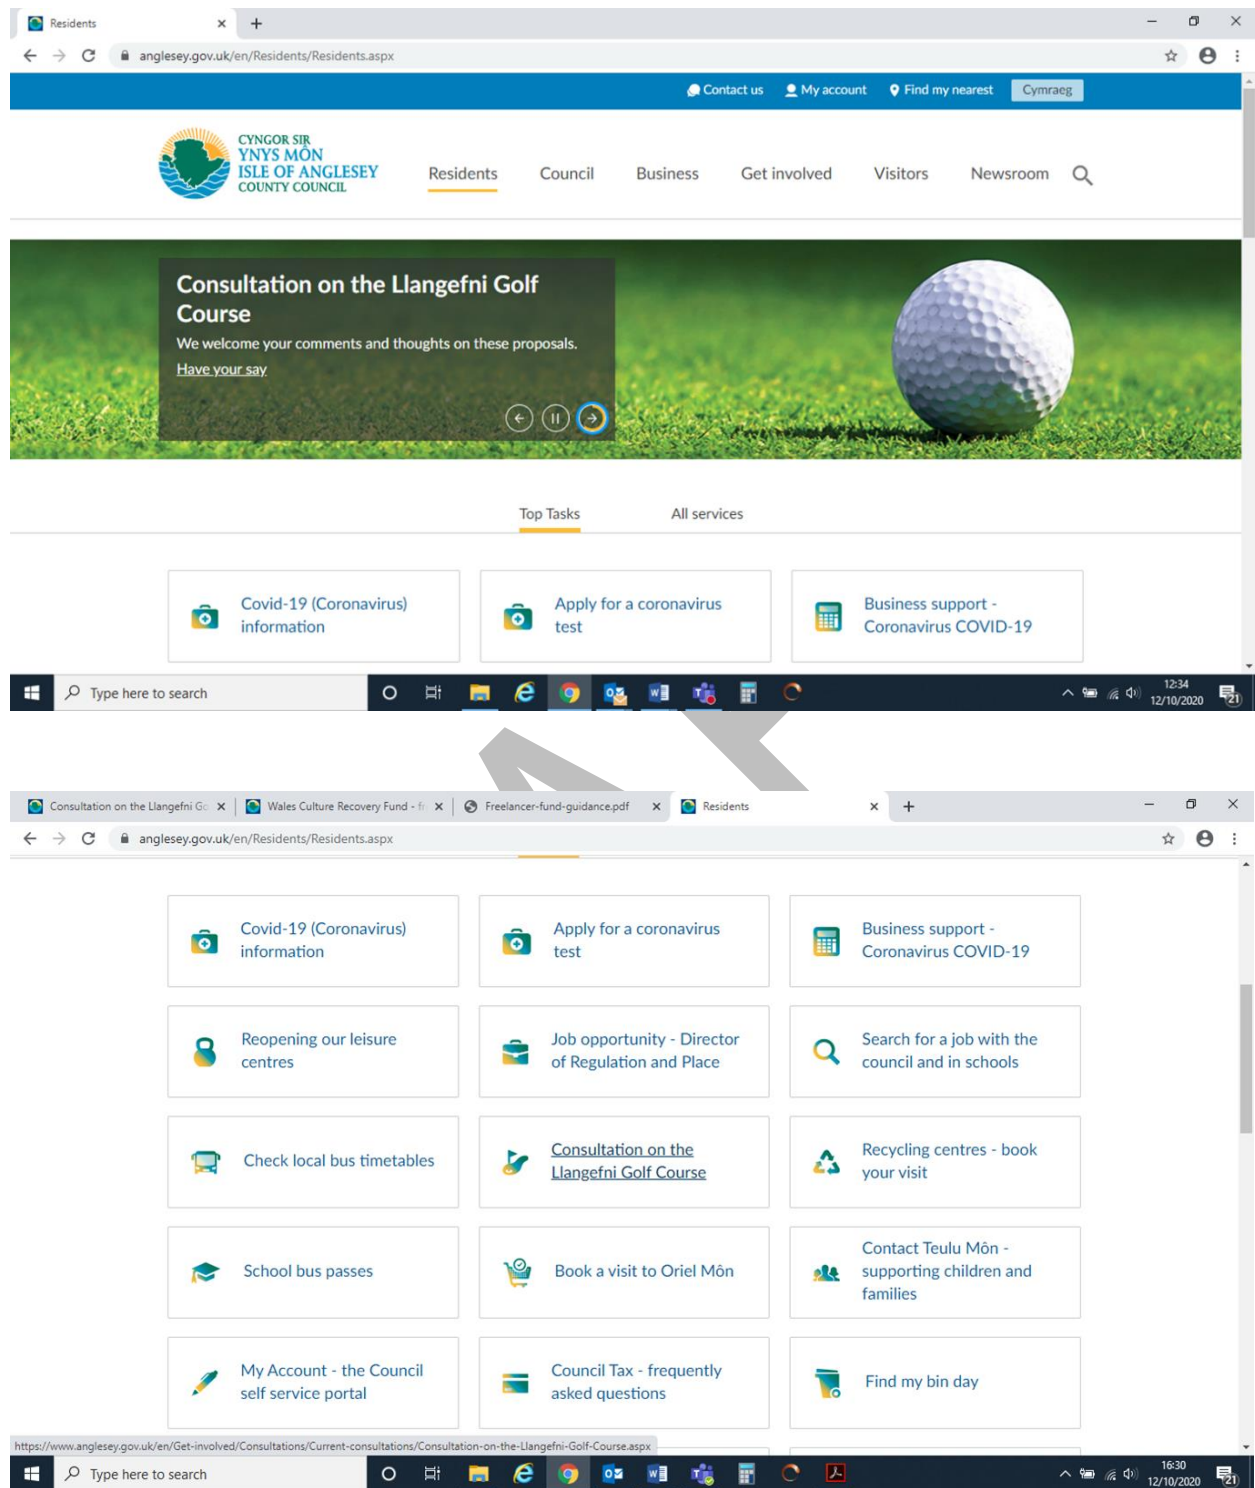 Residents
anglesey.gov.uk/en/Residents/Residents.aspx
Contact us My account Find my nearest Cymraeg
CYNGOR SIR
YNYS MÔN
ISLE OF ANGLESEY
COUNTY COUNCIL
Residents Council Business Get involved Visitors Newsroom
Consultation on the Llangefni Golf
Course
We welcome your comments and thoughts on these proposals.
Have your say
Top Tasks All services
Covid-19 (Coronavirus)
information
Apply for a coronavirus
test
Business support -
Coronavirus COVID-19
Type here to search
12:34
12/10/2020
21
Consultation on the Llangefni Go Wales Culture Recovery Fund - fr Freelancer-fund-guidance.pdf Residents
anglesey.gov.uk/en/Residents/Residents.aspx
Covid-19 (Coronavirus)
information
Apply for a coronavirus
test
Business support -
Coronavirus COVID-19
Reopening our leisure
centres
Job opportunity - Director
of Regulation and Place
Search for a job with the
council and in schools
Check local bus timetables
Consultation on the
Llangefni Golf Course
Recycling centres - book
your visit
School bus passes
Book a visit to Oriel Môn
Contact Teulu Môn -
supporting children and
families
My Account - the Council
self service portal
Council Tax - frequently
asked questions
Find my bin day
https://www.anglesey.gov.uk/en/Get-involved/Consultations/Current-consultations/Consultation-on-the-Llangefni-Golf-Course.aspx
Type here to search
16:30
12/10/2020
21